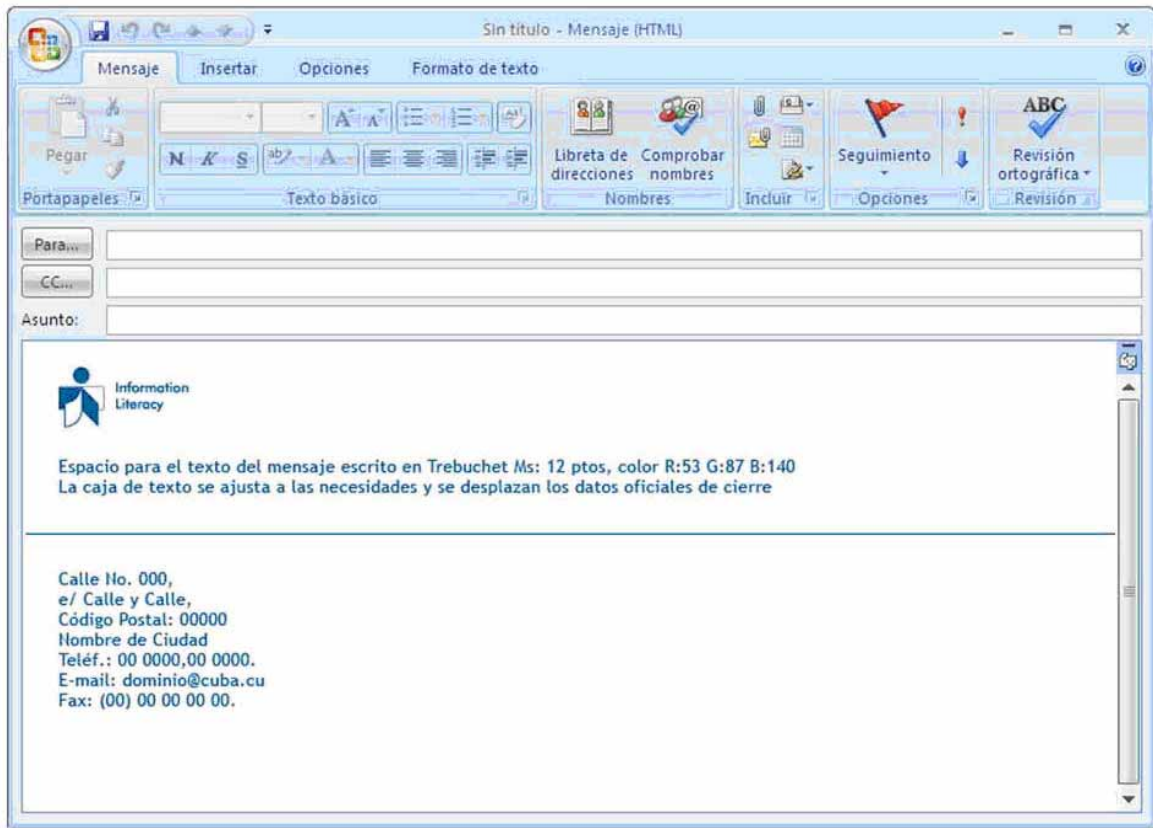 Sin título - Mensaje (HTML)
Mensaje Insertar Opciones Formato de texto
Pegar
N K S
Libreta de direcciones
Comprobar nombres
Seguimiento
ABC
Revisión ortográfica
Portapapeles Texto básico Nombres Incluir Opciones Revisión
Para...
CC...
Asunto:
Information
Literacy
Espacio para el texto del mensaje escrito en Trebuchet Ms: 12 ptos, color R:53 G:87 B:140
La caja de texto se ajusta a las necesidades y se desplazan los datos oficiales de cierre
Calle No. 000,
e/ Calle y Calle,
Código Postal: 00000
Nombre de Ciudad
Teléf.: 00 0000,00 0000.
E-mail: dominio@cuba.cu
Fax: (00) 00 00 00 00.